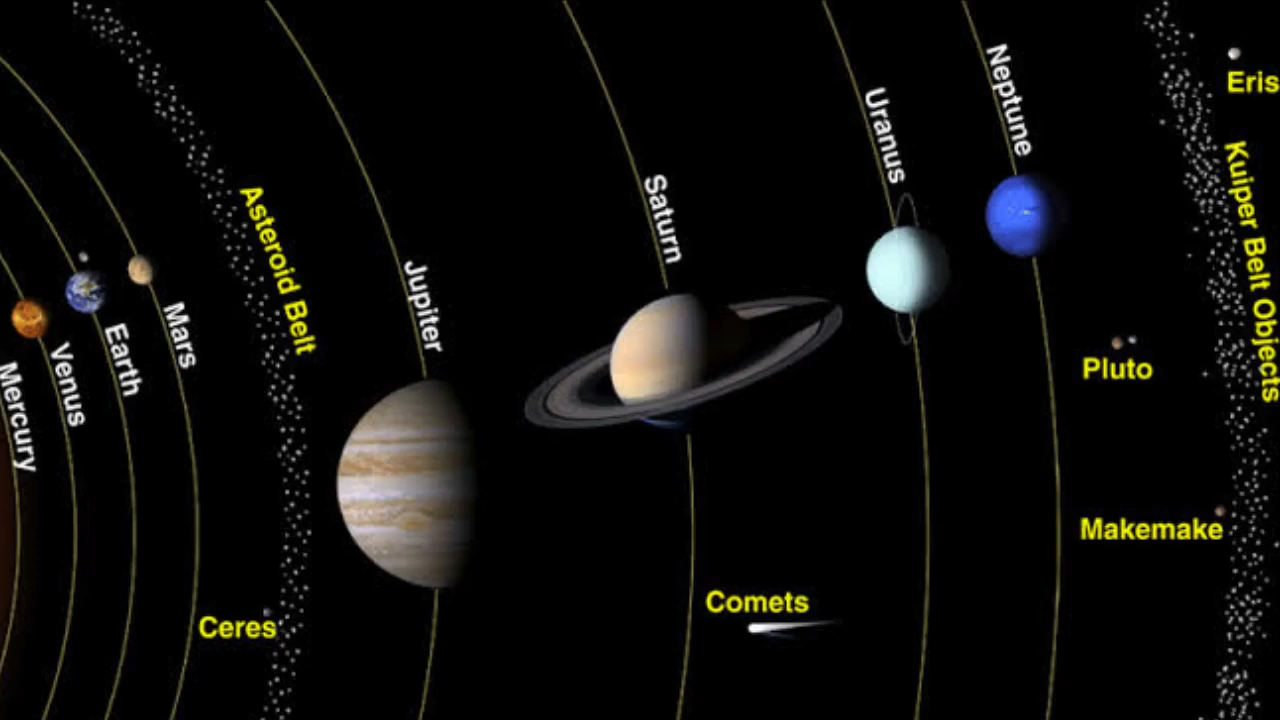 Mercury
Venus
Earth
Mars
Asteroid Belt
Ceres
Jupiter
Saturn
Comets
Uranus
Neptune
Pluto
Makemake
Eris
Kuiper Belt Objects